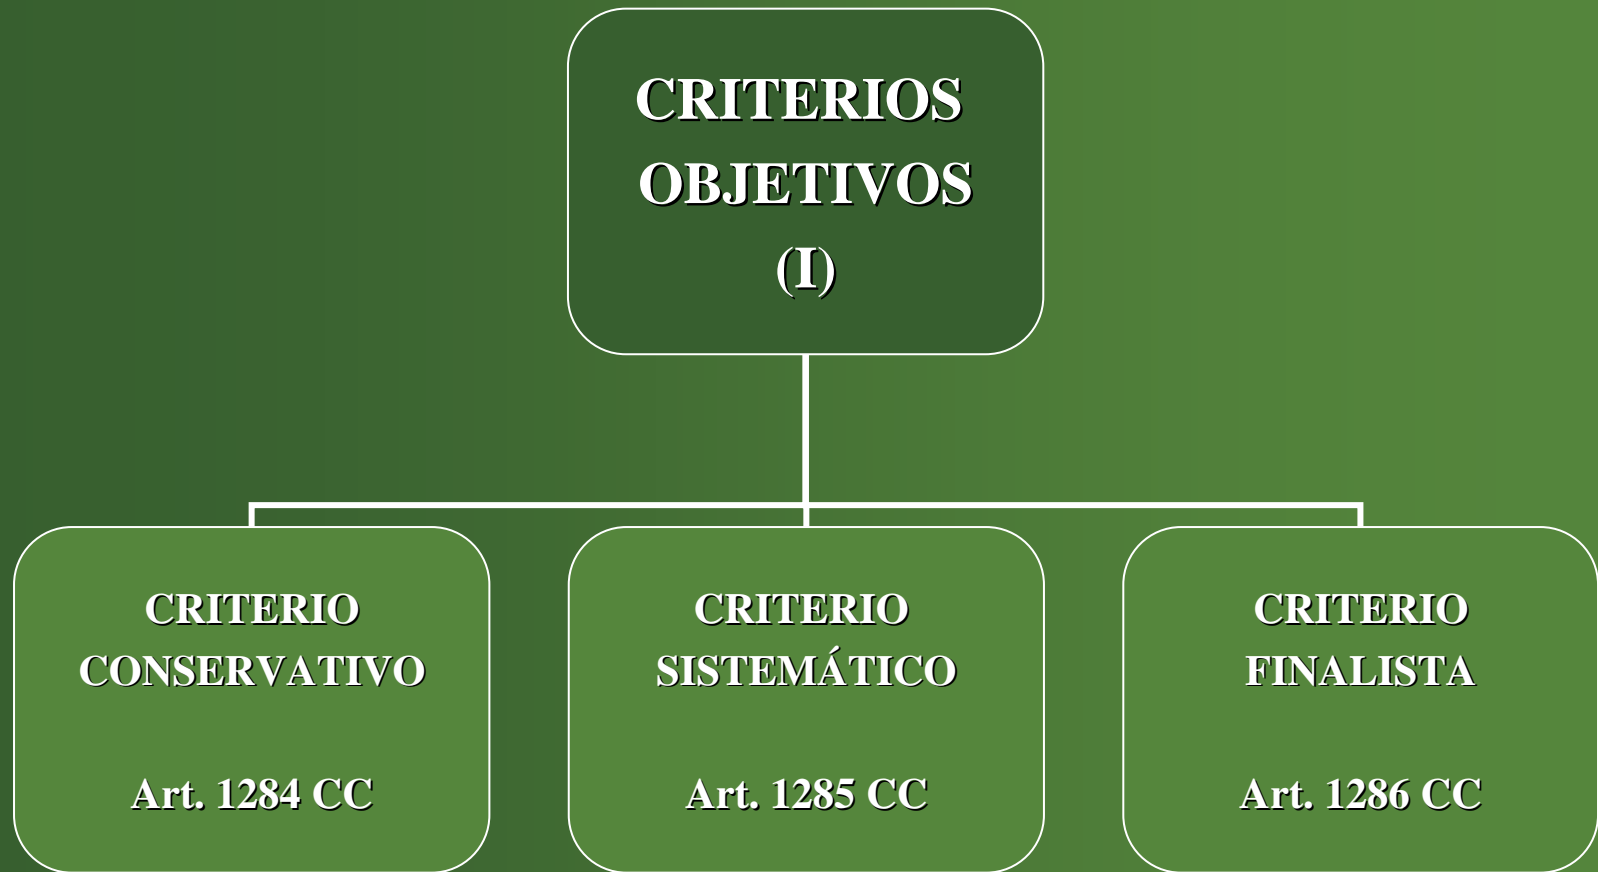 CRITERIOS
OBJETIVOS
(I)
CRITERIO
CONSERVATIVO
Art. 1284 CC
CRITERIO
SISTEMÁTICO
Art. 1285 CC
CRITERIO
FINALISTA
Art. 1286 CC